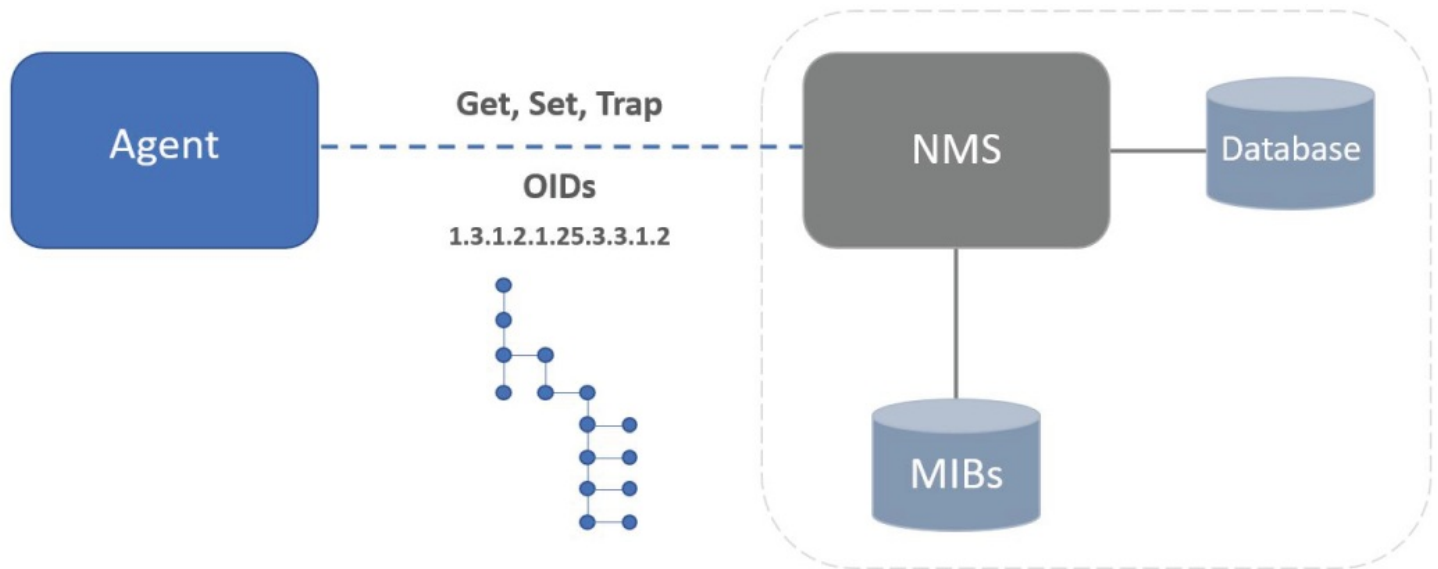 Agent
Get, Set, Trap
OIDs
1.3.1.2.1.25.3.3.1.2
NMS
Database
MIBs